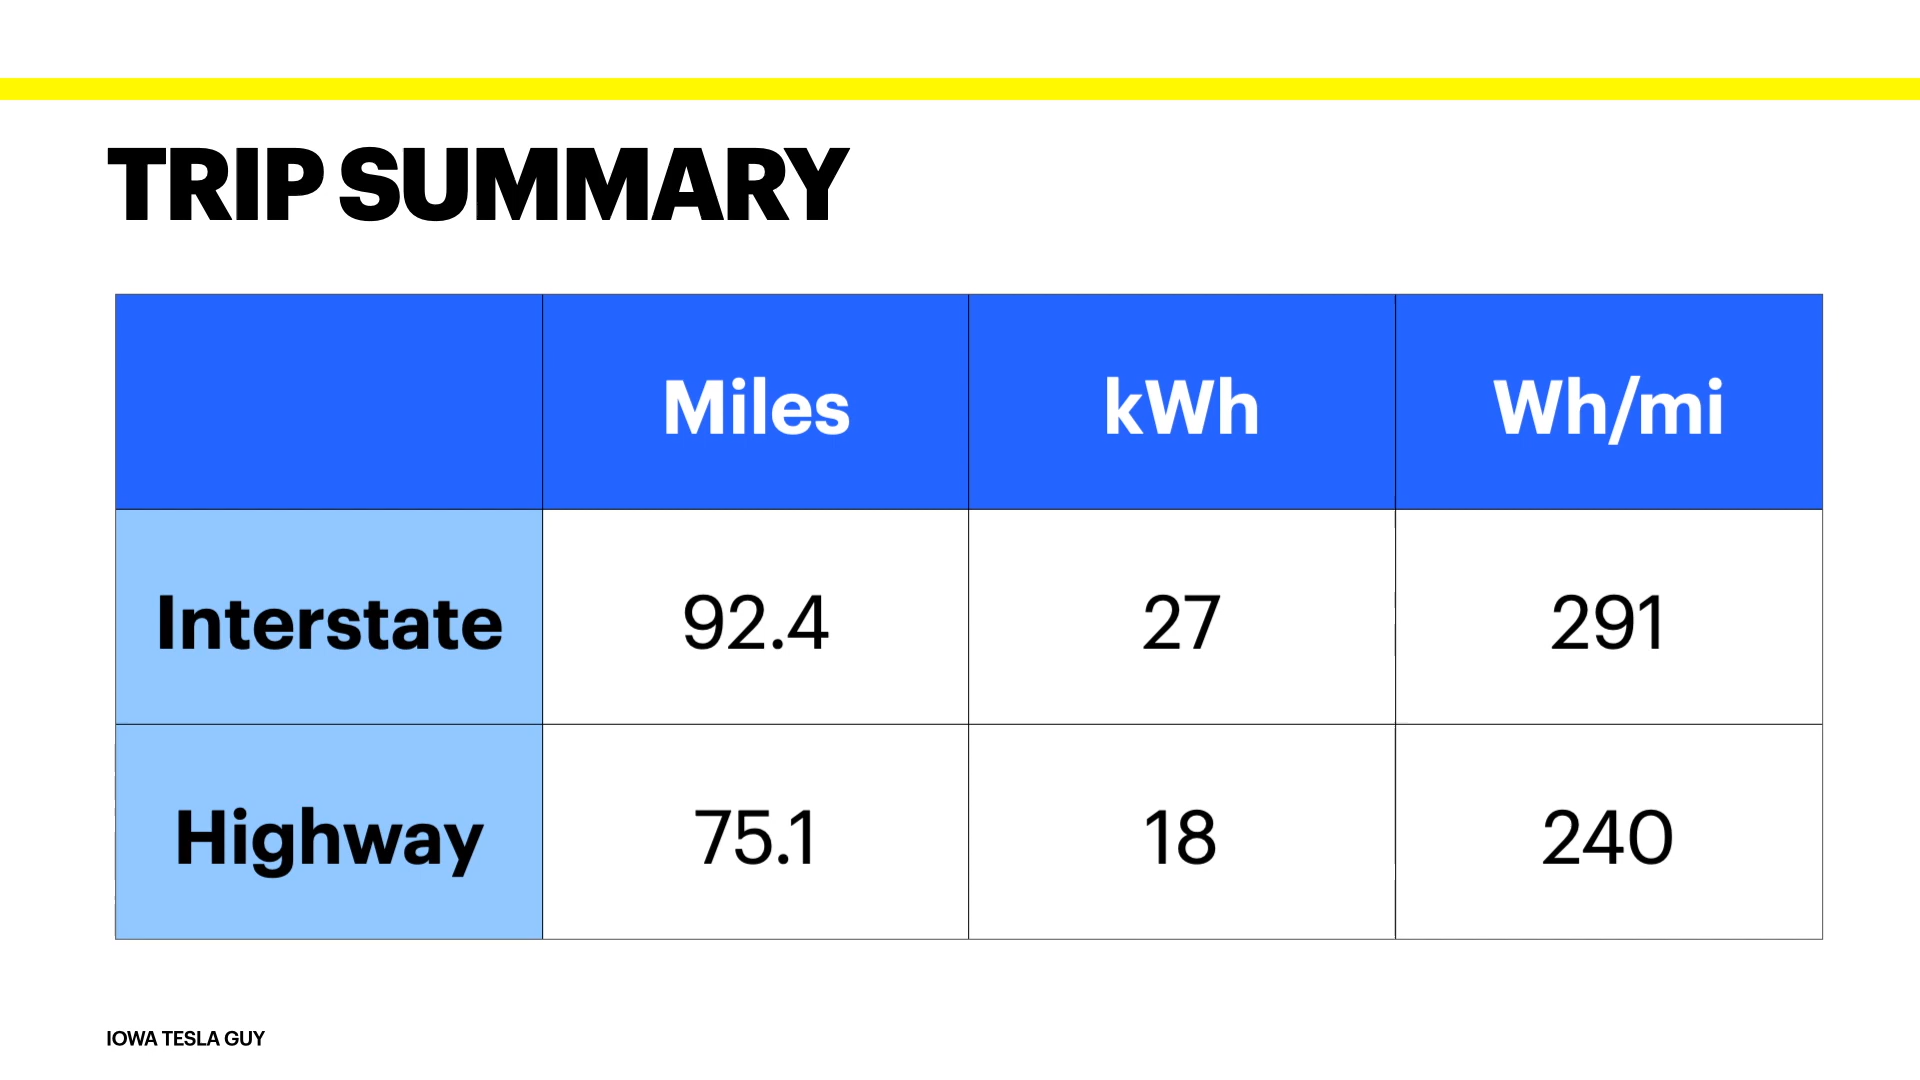 TRIP SUMMARY
Miles kWh Wh/mi
Interstate 92.4 27 291
Highway 75.1 18 240
IOWA TESLA GUY